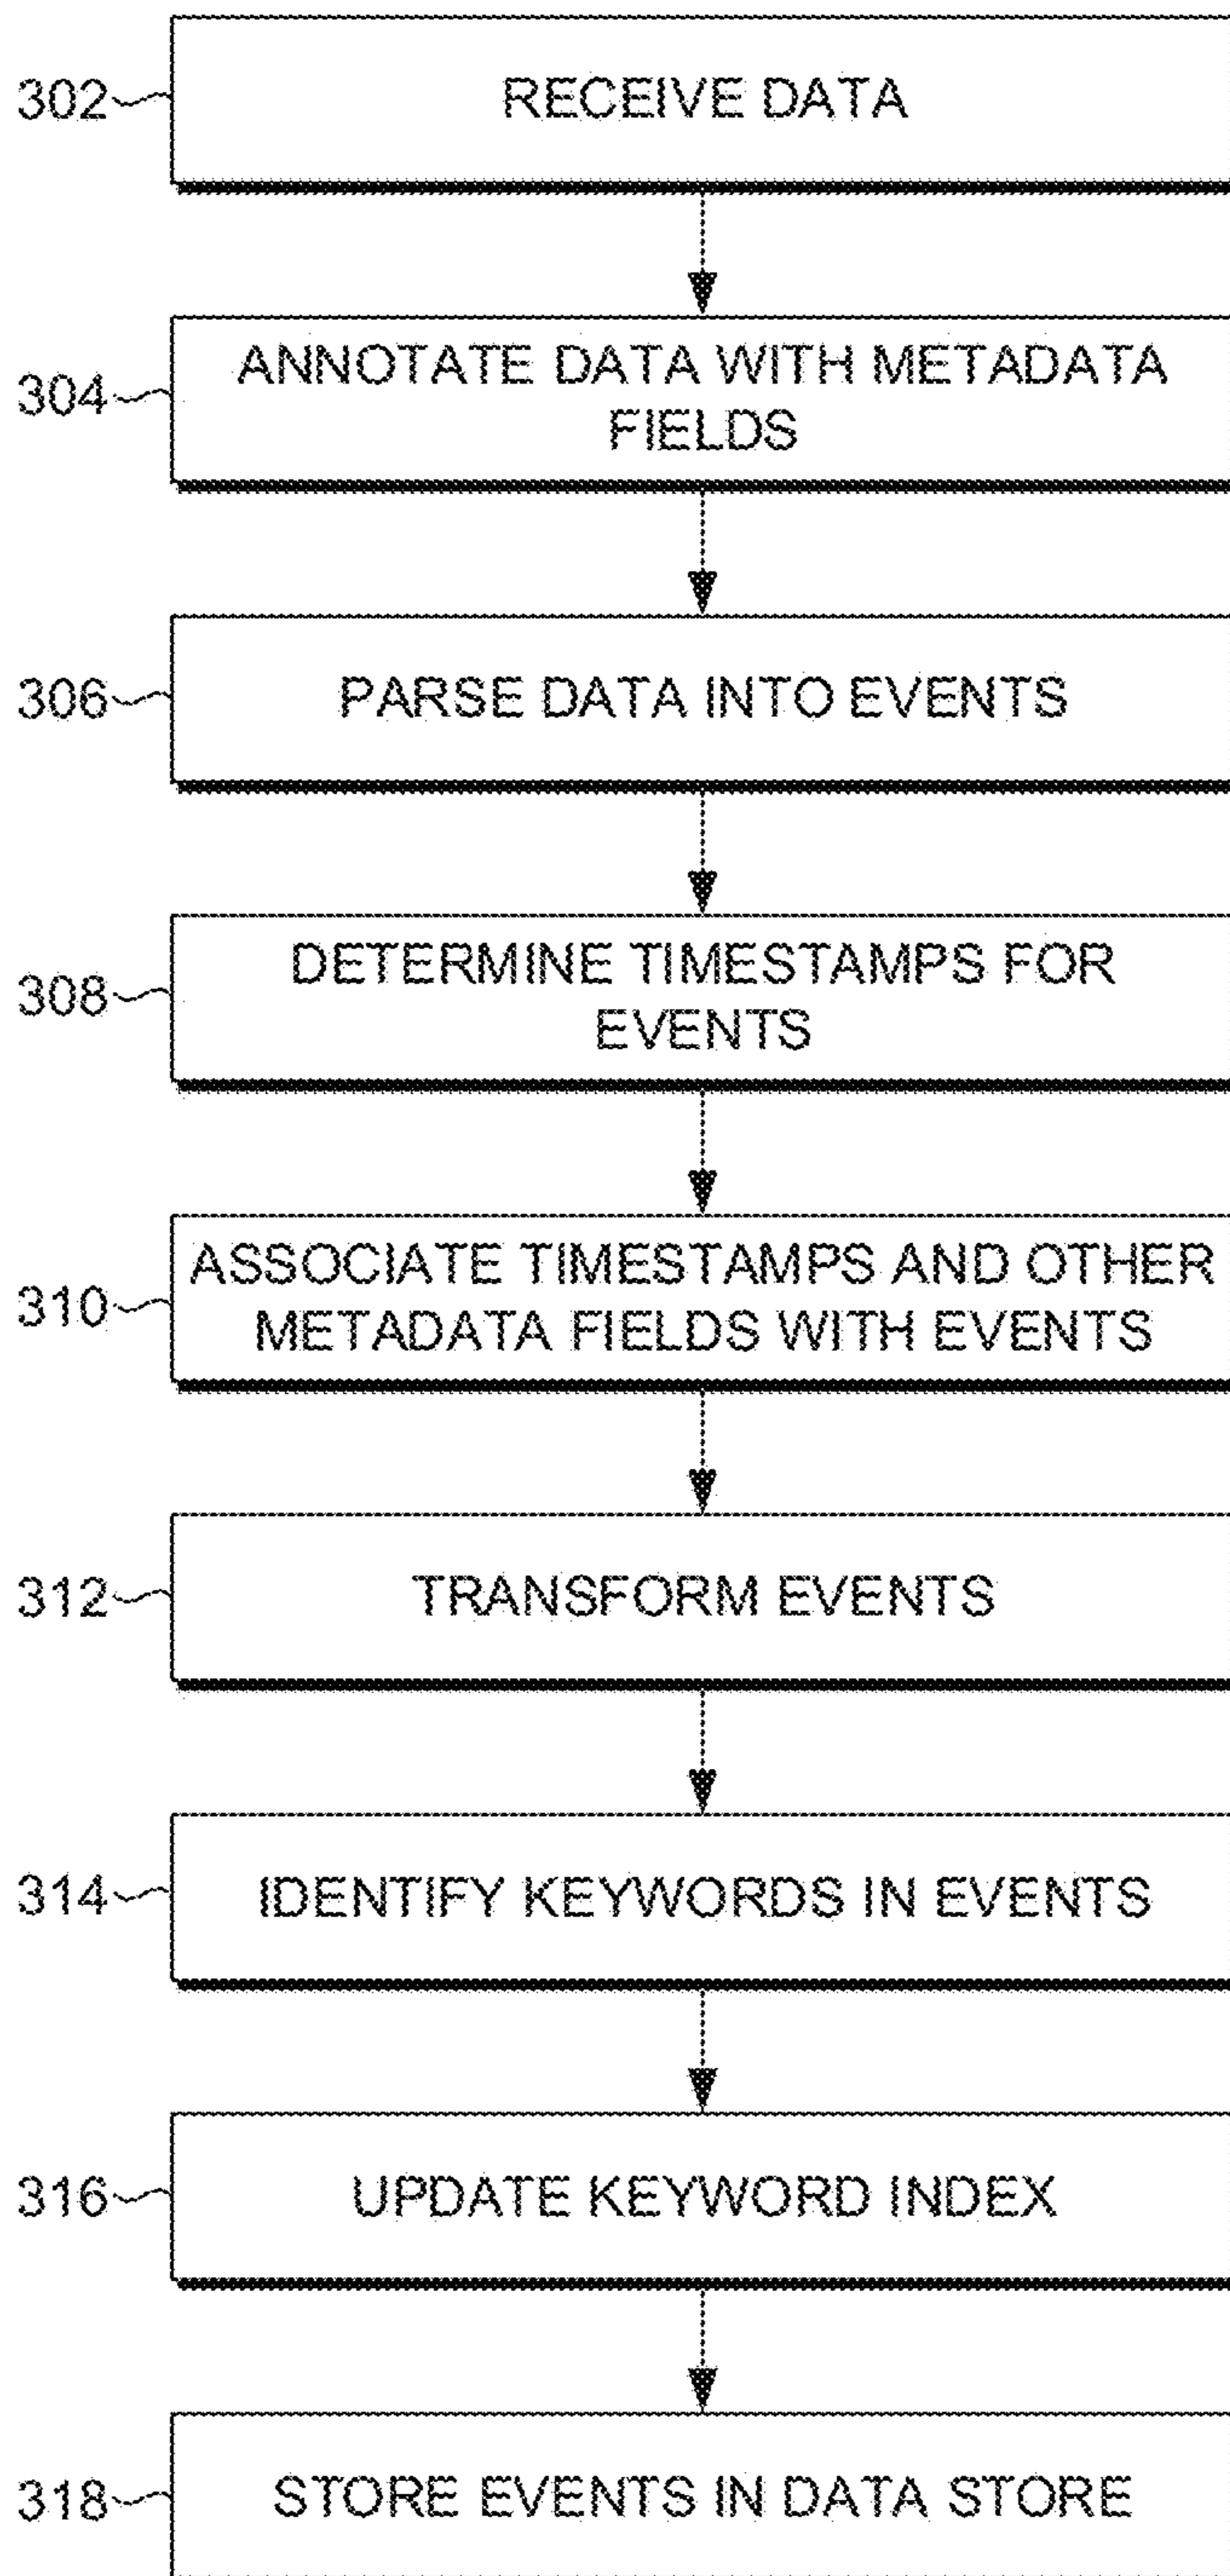 302
RECEIVE DATA
304
ANNOTATE DATA WITH METADATA
FIELDS
306
PARSE DATA INTO EVENTS
308
DETERMINE TIMESTAMPS FOR
EVENTS
310
ASSOCIATE TIMESTAMPS AND OTHER
METADATA FIELDS WITH EVENTS
312
TRANSFORM EVENTS
314
IDENTIFY KEYWORDS IN EVENTS
316
UPDATE KEYWORD INDEX
318
STORE EVENTS IN DATA STORE